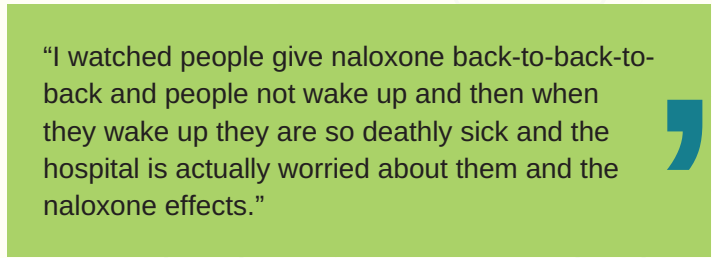 “I watched people give naloxone back-to-back-to-
back and people not wake up and then when
they wake up they are so deathly sick and the
hospital is actually worried about them and the
naloxone effects.”
’